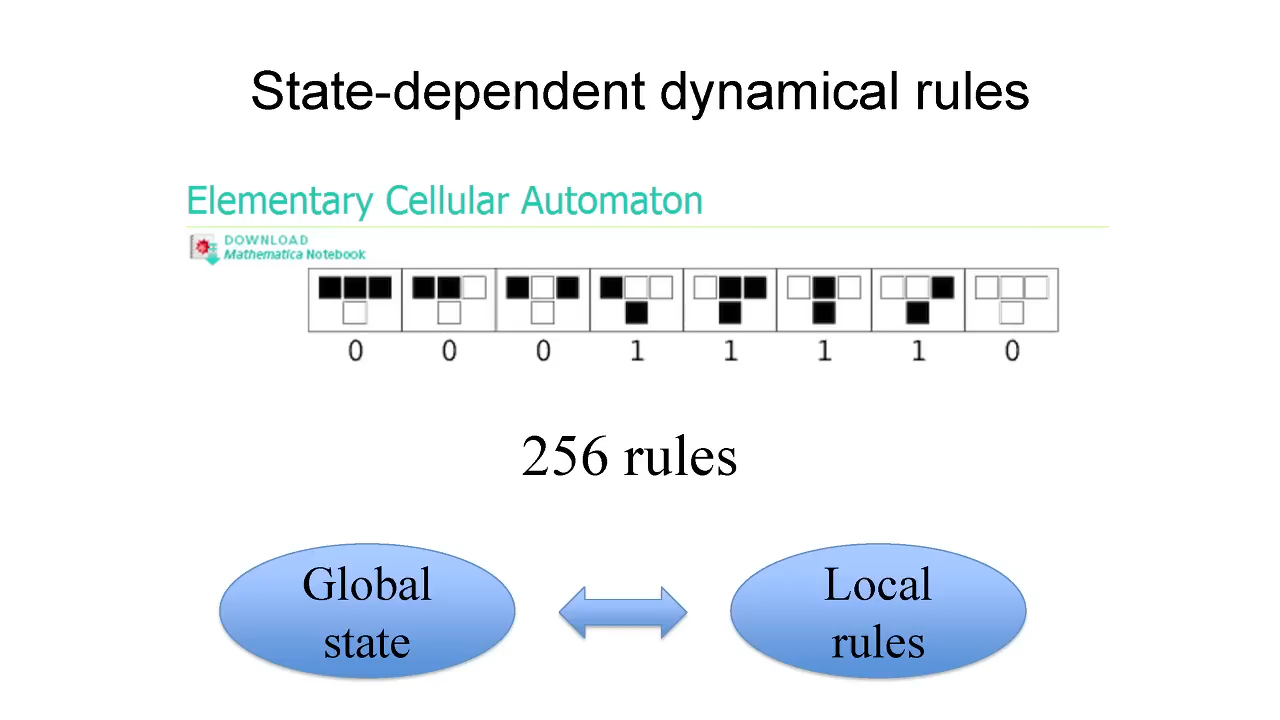 State-dependent dynamical rules
Elementary Cellular Automaton
DOWNLOAD
Mathematica Notebook
0 0 0 1 1 1 1 0
256 rules
Global
state
Local
rules